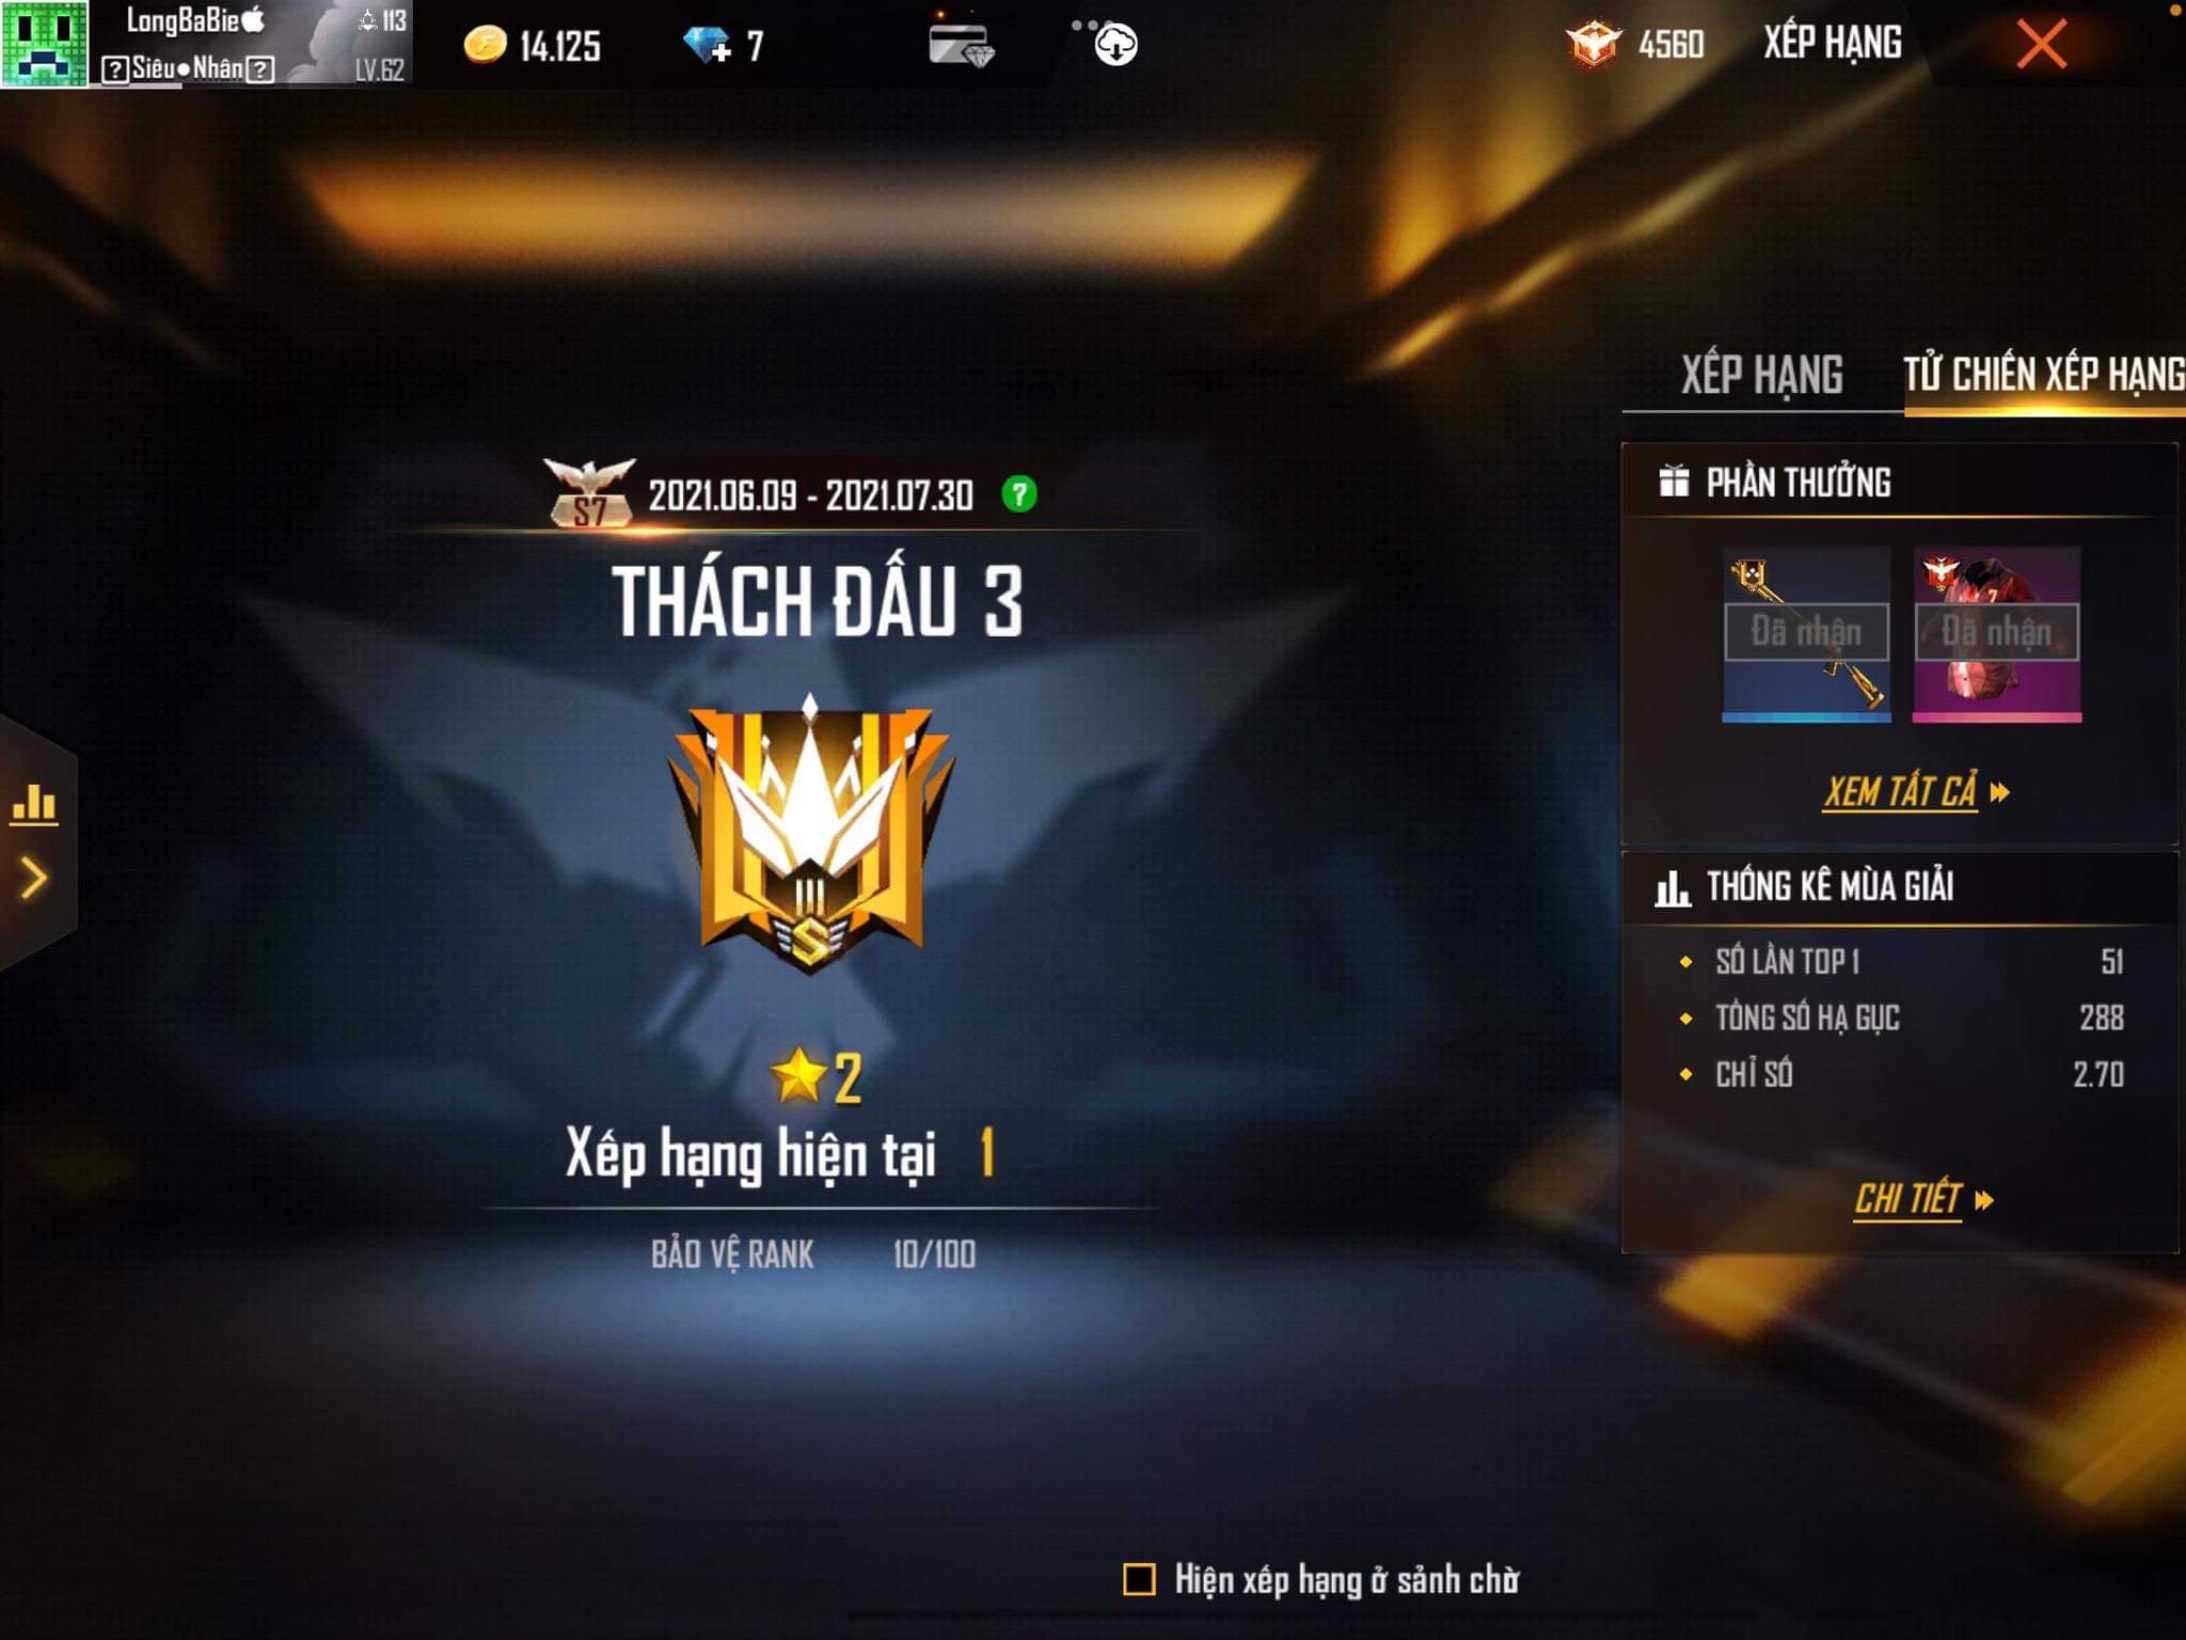 LongBaBie
113
?Siêu●Nhân?
LV.62
14.125
7
4560
XẾP HẠNG
XẾP HẠNG
TỬ CHIẾN XẾP HẠNG
S7
2021.06.09 - 2021.07.30
?
THÁCH ĐẤU 3
III
S
2
Xếp hạng hiện tại 1
BẢO VỆ RANK 10/100
PHẦN THƯỞNG
Đã nhận
Đã nhận
XEM TẤT CẢ
THỐNG KÊ MÙA GIẢI
SỐ LẦN TOP 1 51
TỔNG SỐ HẠ GỤC 288
CHỈ SỐ 2.70
CHI TIẾT
Hiện xếp hạng ở sảnh chờ